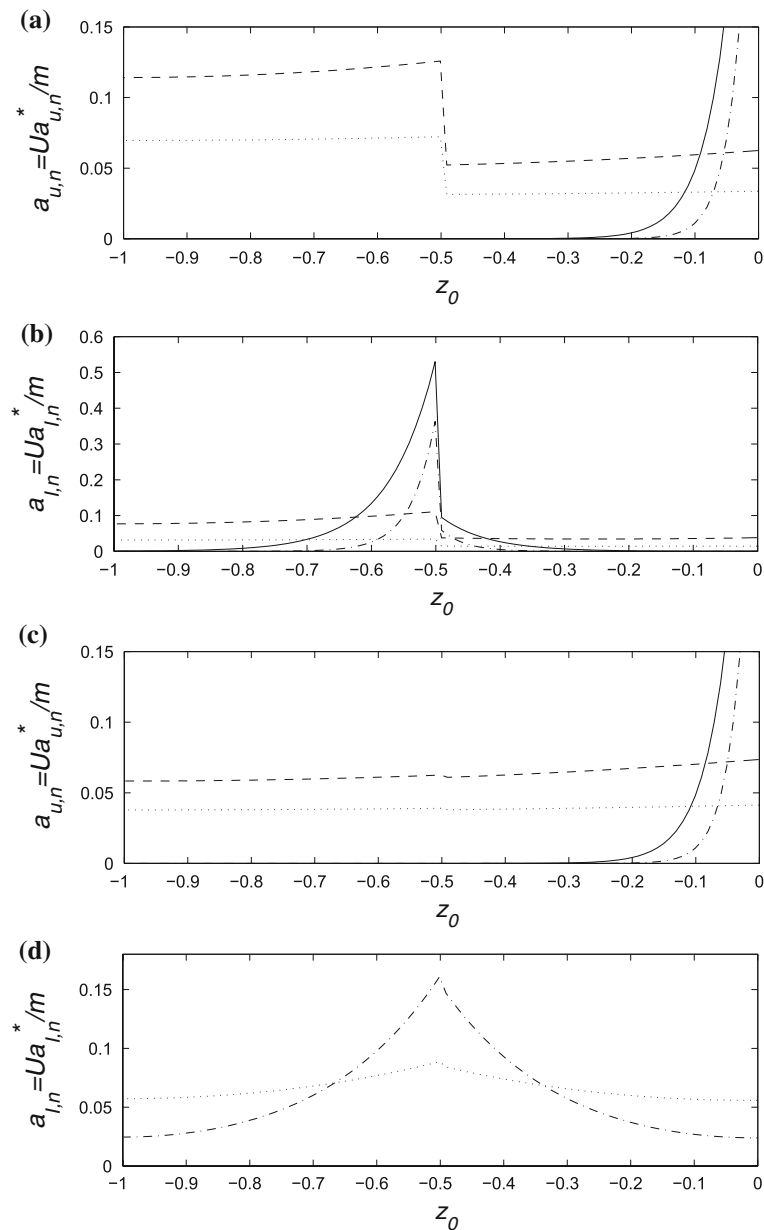 (a)
0.15
0.1
0.05
0
a_{u,n}=Ua^*_{u,n}/m
−1 −0.9 −0.8 −0.7 −0.6 −0.5 −0.4 −0.3 −0.2 −0.1 0
z_0
(b)
0.6
0.5
0.4
0.3
0.2
0.1
0
a_{l,n}=Ua^*_{l,n}/m
−1 −0.9 −0.8 −0.7 −0.6 −0.5 −0.4 −0.3 −0.2 −0.1 0
z_0
(c)
0.15
0.1
0.05
0
a_{u,n}=Ua^*_{u,n}/m
−1 −0.9 −0.8 −0.7 −0.6 −0.5 −0.4 −0.3 −0.2 −0.1 0
z_0
(d)
0.15
0.1
0.05
0
a_{l,n}=Ua^*_{l,n}/m
−1 −0.9 −0.8 −0.7 −0.6 −0.5 −0.4 −0.3 −0.2 −0.1 0
z_0